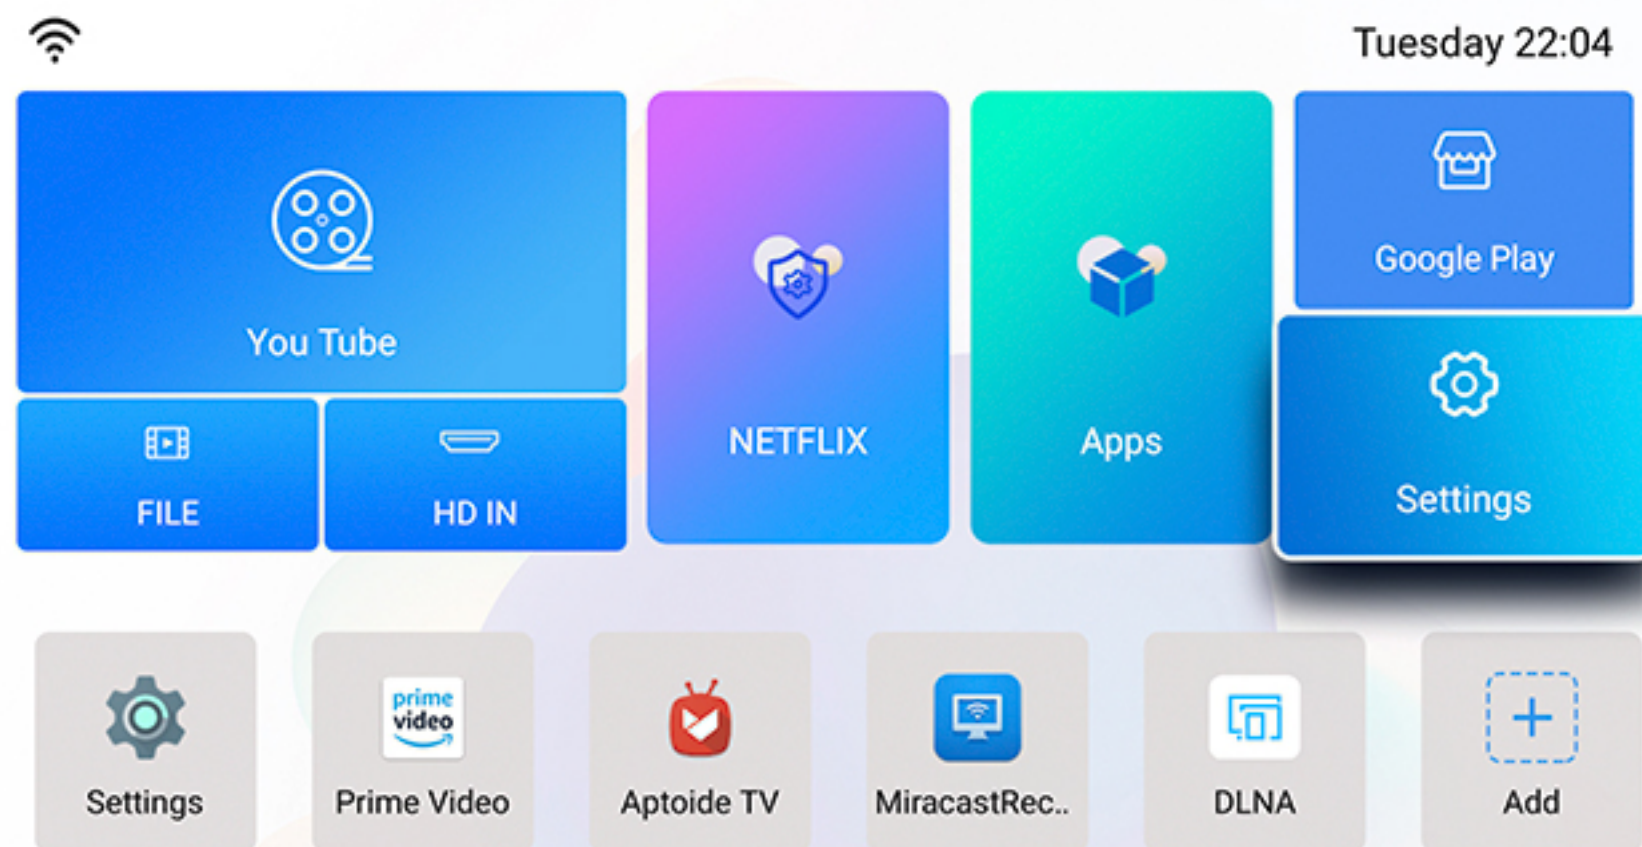 Tuesday 22:04
You Tube
NETFLIX
Apps
Google Play
FILE
HD IN
Settings
prime
video
Settings
Prime Video
Aptoide TV
MiracastRec..
DLNA
Add